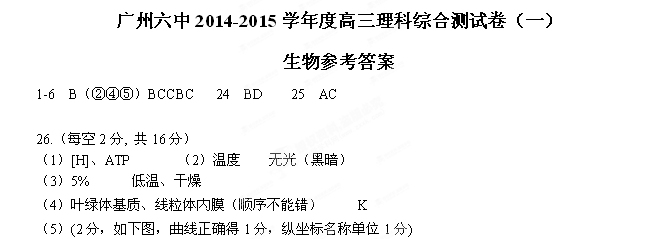 广州六中 2014-2015 学年度高三理科综合测试卷（一）
生物参考答案
1-6 B（②④⑤）BCCBC 24 BD 25 AC
26.（每空 2 分, 共 16 分）
（1）[H]、ATP （2）温度 无光（黑暗）
（3）5% 低温、干燥
（4）叶绿体基质、线粒体内膜（顺序不能错） K
（5）(2 分，如下图，曲线正确得 1 分，纵坐标名称单位 1 分)